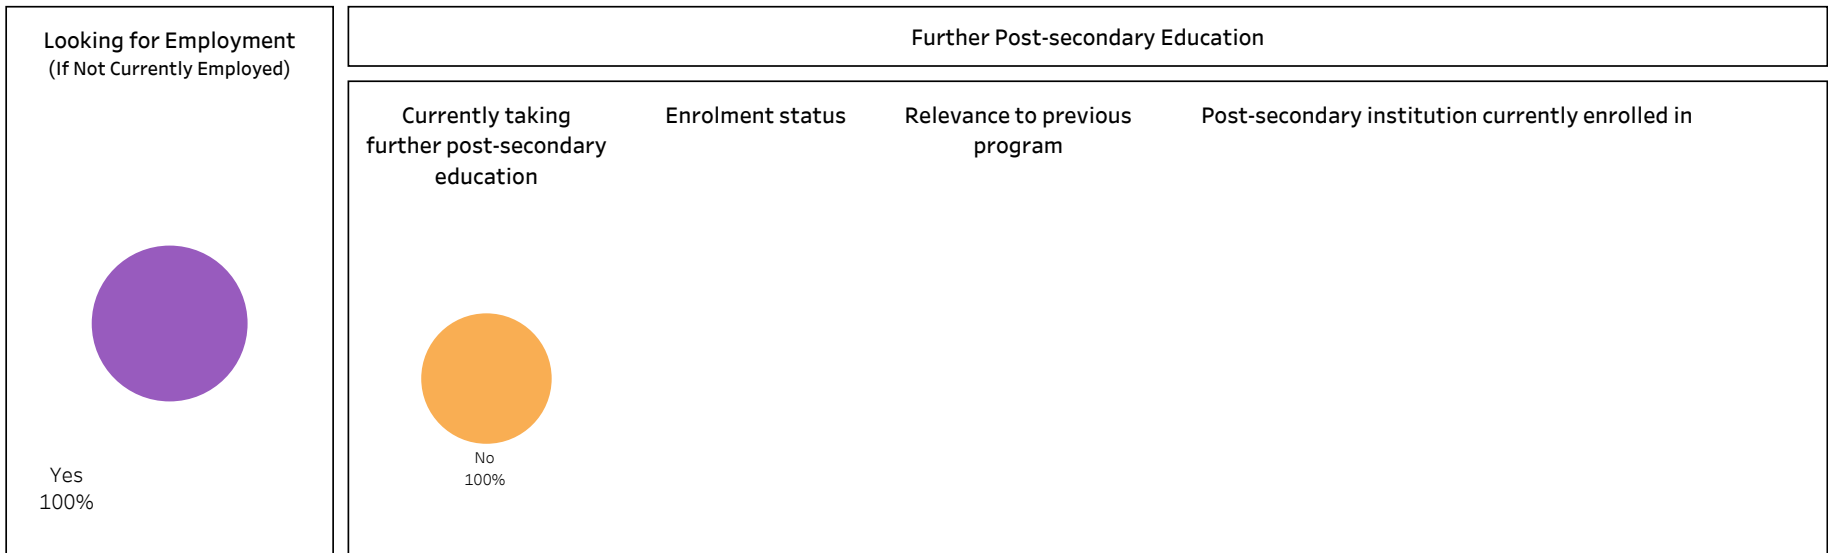 Looking for Employment
(If Not Currently Employed)
Yes
100%
Further Post-secondary Education
Currently taking
further post-secondary
education
No
100%
Enrolment status
Relevance to previous
program
Post-secondary institution currently enrolled in